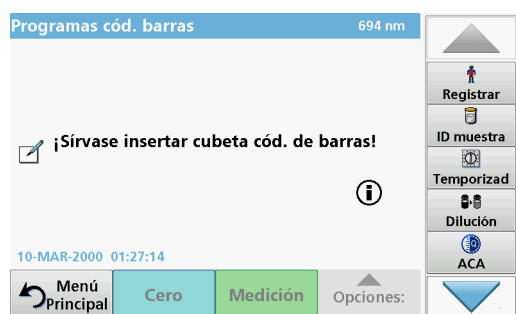 Programas cód. barras 694 nm
¡Sírvase insertar cubeta cód. de barras!
10-MAR-2000 01:27:14
Menú
Principal
Cero
Medición
Opciones:
Registrar
ID muestra
Temporizad
Dilución
ACA